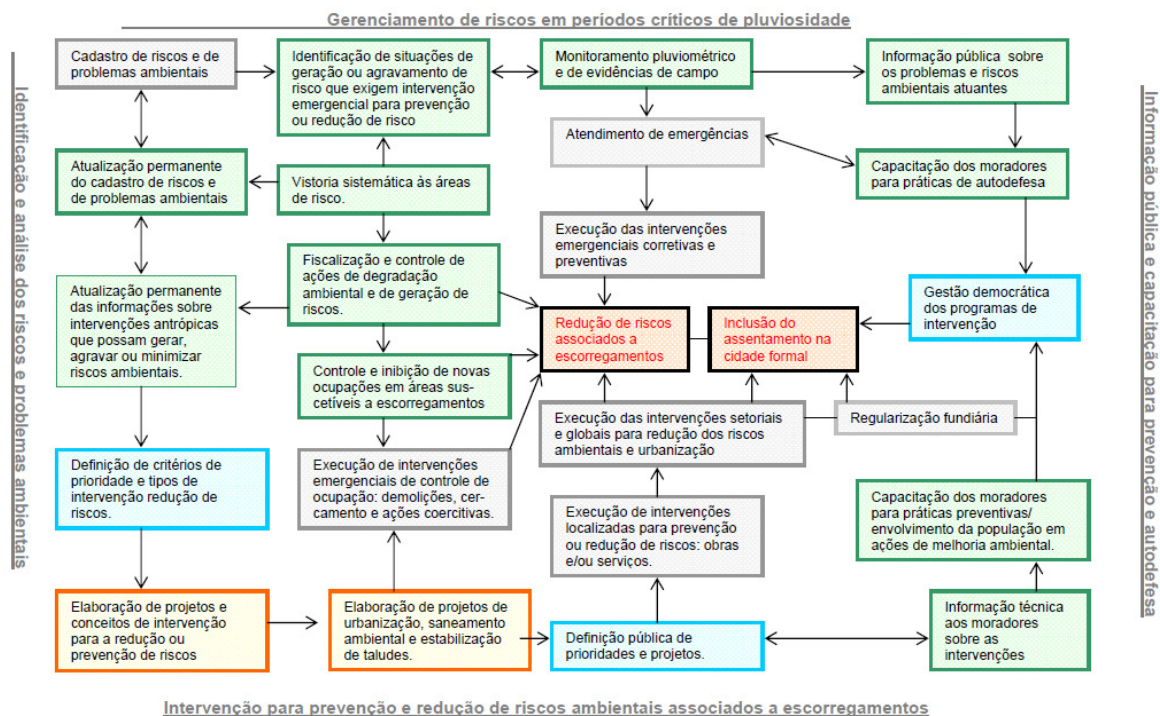 Gerenciamento de riscos em períodos críticos de pluviosidade
Identificação e análise dos riscos e problemas ambientais
Cadastro de riscos e de
problemas ambientais
Identificação de situações de
geração ou agravamento de
risco que exigem intervenção
emergencial para prevenção
ou redução de risco
Monitoramento pluviométrico
e de evidências de campo
Informação pública sobre
os problemas e riscos
ambientais atuantes
Atendimento de emergências
Atualização permanente
do cadastro de riscos e
de problemas ambientais
Vistoria sistemática às áreas
de risco.
Capacitação dos moradores
para práticas de autodefesa
Execução das intervenções
emergenciais corretivas e
preventivas
Fiscalização e controle de
ações de degradação
ambiental e de geração de
riscos.
Atualização permanente
das informações sobre
intervenções antrópicas
que possam gerar,
agravar ou minimizar
riscos ambientais.
Gestão democrática
dos programas de
intervenção
Redução de riscos
associados a
escorregamentos
Inclusão do
assentamento na
cidade formal
Controle e inibição de novas
ocupações em áreas sus-
cetíveis a escorregamentos
Execução das intervenções setoriais
e globais para redução dos riscos
ambientais e urbanização
Regularização fundiária
Definição de critérios de
prioridade e tipos de
intervenção redução de
riscos.
Execução de intervenções
emergenciais de controle de
ocupação: demolições, cer-
camento e ações coercitivas.
Execução de intervenções
localizadas para prevenção
ou redução de riscos: obras
e/ou serviços.
Capacitação dos moradores
para práticas preventivas/
envolvimento da população em
ações de melhoria ambiental.
Elaboração de projetos e
conceitos de intervenção
para a redução ou
prevenção de riscos
Elaboração de projetos de
urbanização, saneamento
ambiental e estabilização
de taludes.
Definição pública de
prioridades e projetos.
Informação técnica
aos moradores
sobre as
intervenções
Informação pública e capacitação para prevenção e autodefesa
Intervenção para prevenção e redução de riscos ambientais associados a escorregamentos